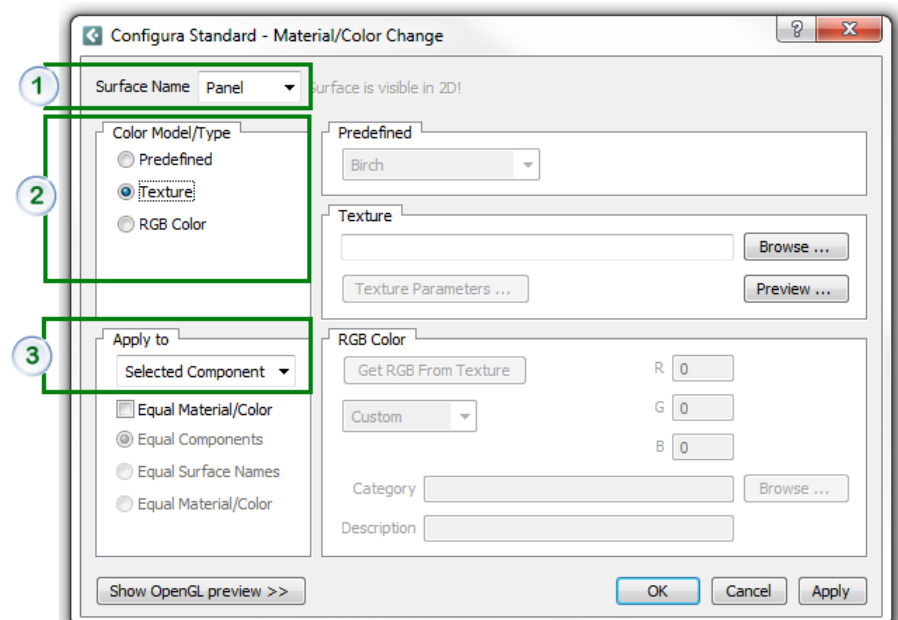 Configura Standard - Material/Color Change
?
1
Surface Name Panel Surface is visible in 2D!
Color Model/Type
Predefined
Texture
RGB Color
2
Predefined
Birch
Texture
Browse ...
Texture Parameters ... Preview ...
3
Apply to
Selected Component
Equal Material/Color
Equal Components
Equal Surface Names
Equal Material/Color
RGB Color
Get RGB From Texture R 0
Custom G 0
B 0
Category Browse ...
Description
Show OpenGL preview >> OK Cancel Apply